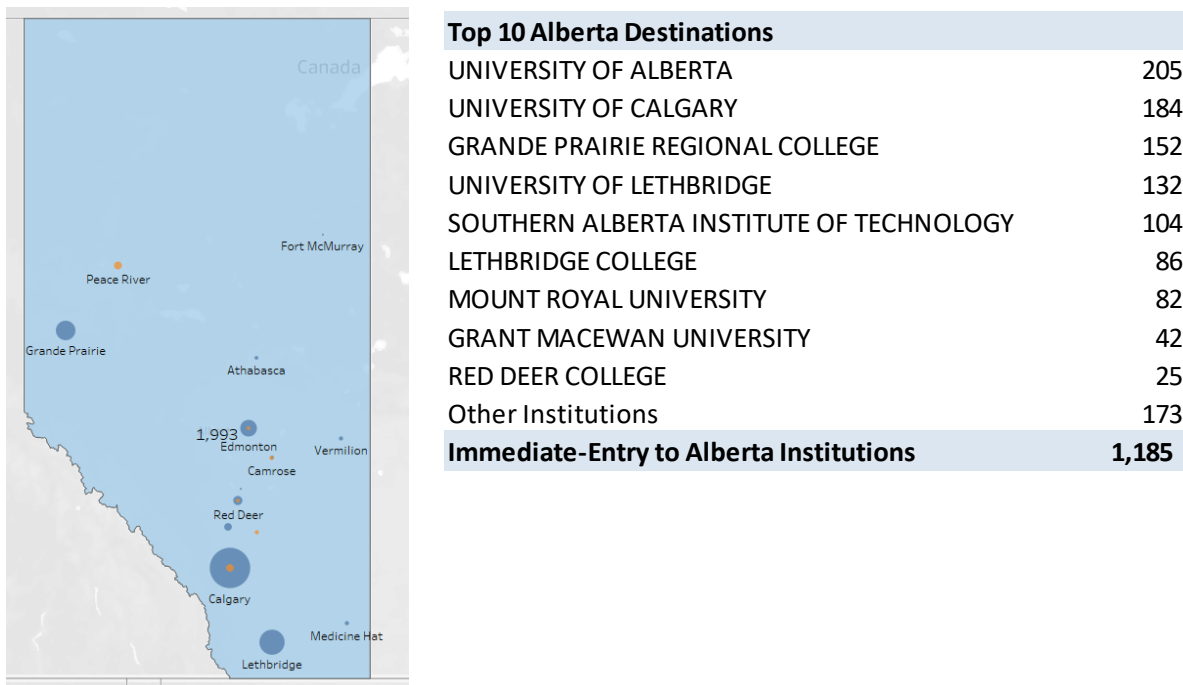 Canada
Fort McMurray
Peace River
Grande Prairie
Athabasca
1,993
Edmonton
Vermilion
Camrose
Red Deer
Calgary
Medicine Hat
Lethbridge
Top 10 Alberta Destinations
UNIVERSITY OF ALBERTA 205
UNIVERSITY OF CALGARY 184
GRANDE PRAIRIE REGIONAL COLLEGE 152
UNIVERSITY OF LETHBRIDGE 132
SOUTHERN ALBERTA INSTITUTE OF TECHNOLOGY 104
LETHBRIDGE COLLEGE 86
MOUNT ROYAL UNIVERSITY 82
GRANT MACEWAN UNIVERSITY 42
RED DEER COLLEGE 25
Other Institutions 173
Immediate-Entry to Alberta Institutions 1,185